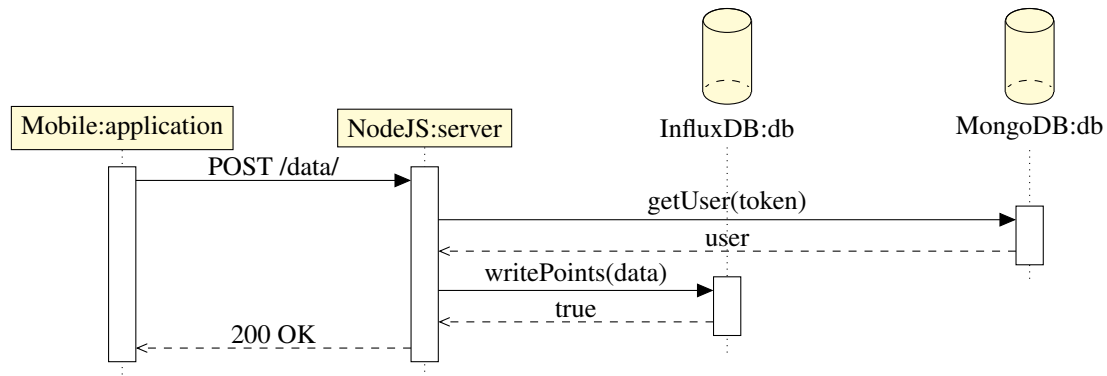 Mobile:application
NodeJS:server
InfluxDB:db
MongoDB:db
POST /data/
getUser(token)
user
writePoints(data)
true
200 OK